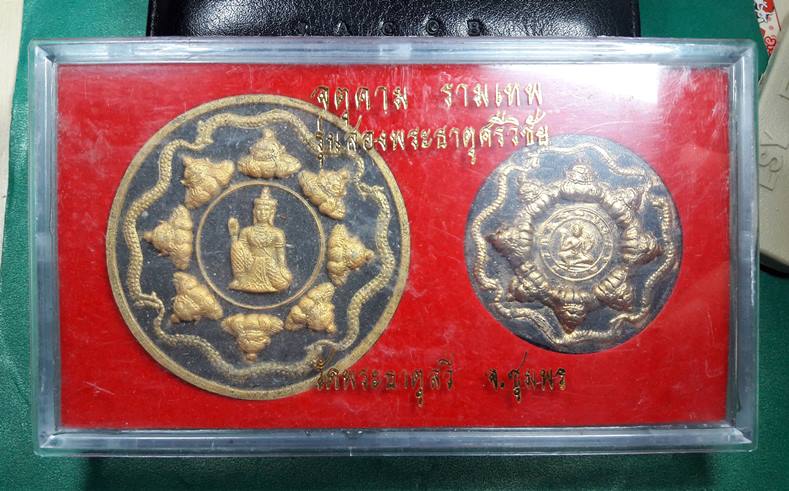 จตุคาม รามเทพ
รุ่นสองพระธาตุศรีวิชัย
วัดพระธาตุสวี จ.ชุมพร